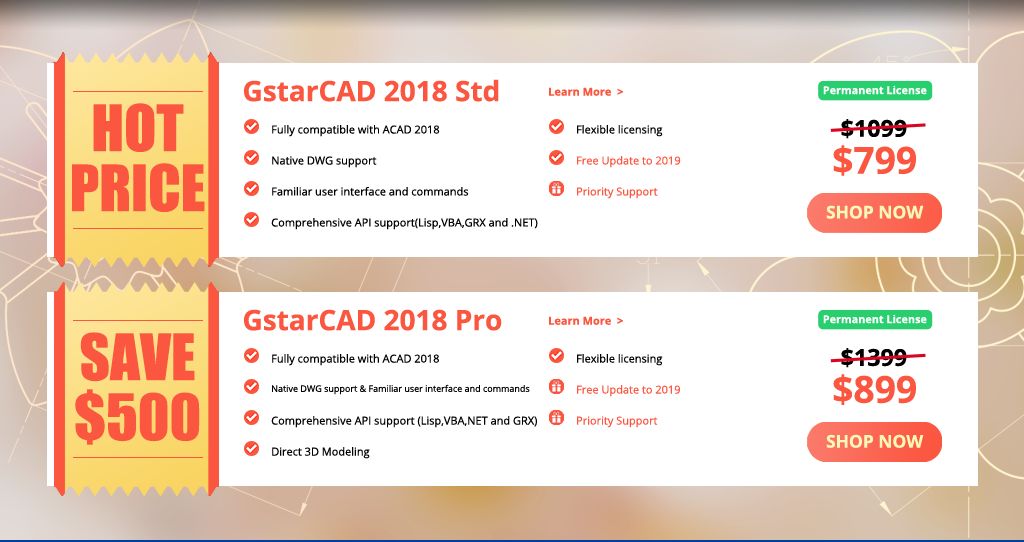 HOT
PRICE
GstarCAD 2018 Std
Learn More >
Permanent License
Fully compatible with ACAD 2018
Flexible licensing
$1099
Native DWG support
Free Update to 2019
$799
Familiar user interface and commands
Priority Support
Comprehensive API support(Lisp,VBA,GRX and .NET)
SHOP NOW
SAVE
$500
GstarCAD 2018 Pro
Learn More >
Permanent License
Fully compatible with ACAD 2018
Flexible licensing
$1399
Native DWG support & Familiar user interface and commands
Free Update to 2019
$899
Comprehensive API support (Lisp,VBA,NET and GRX)
Priority Support
Direct 3D Modeling
SHOP NOW